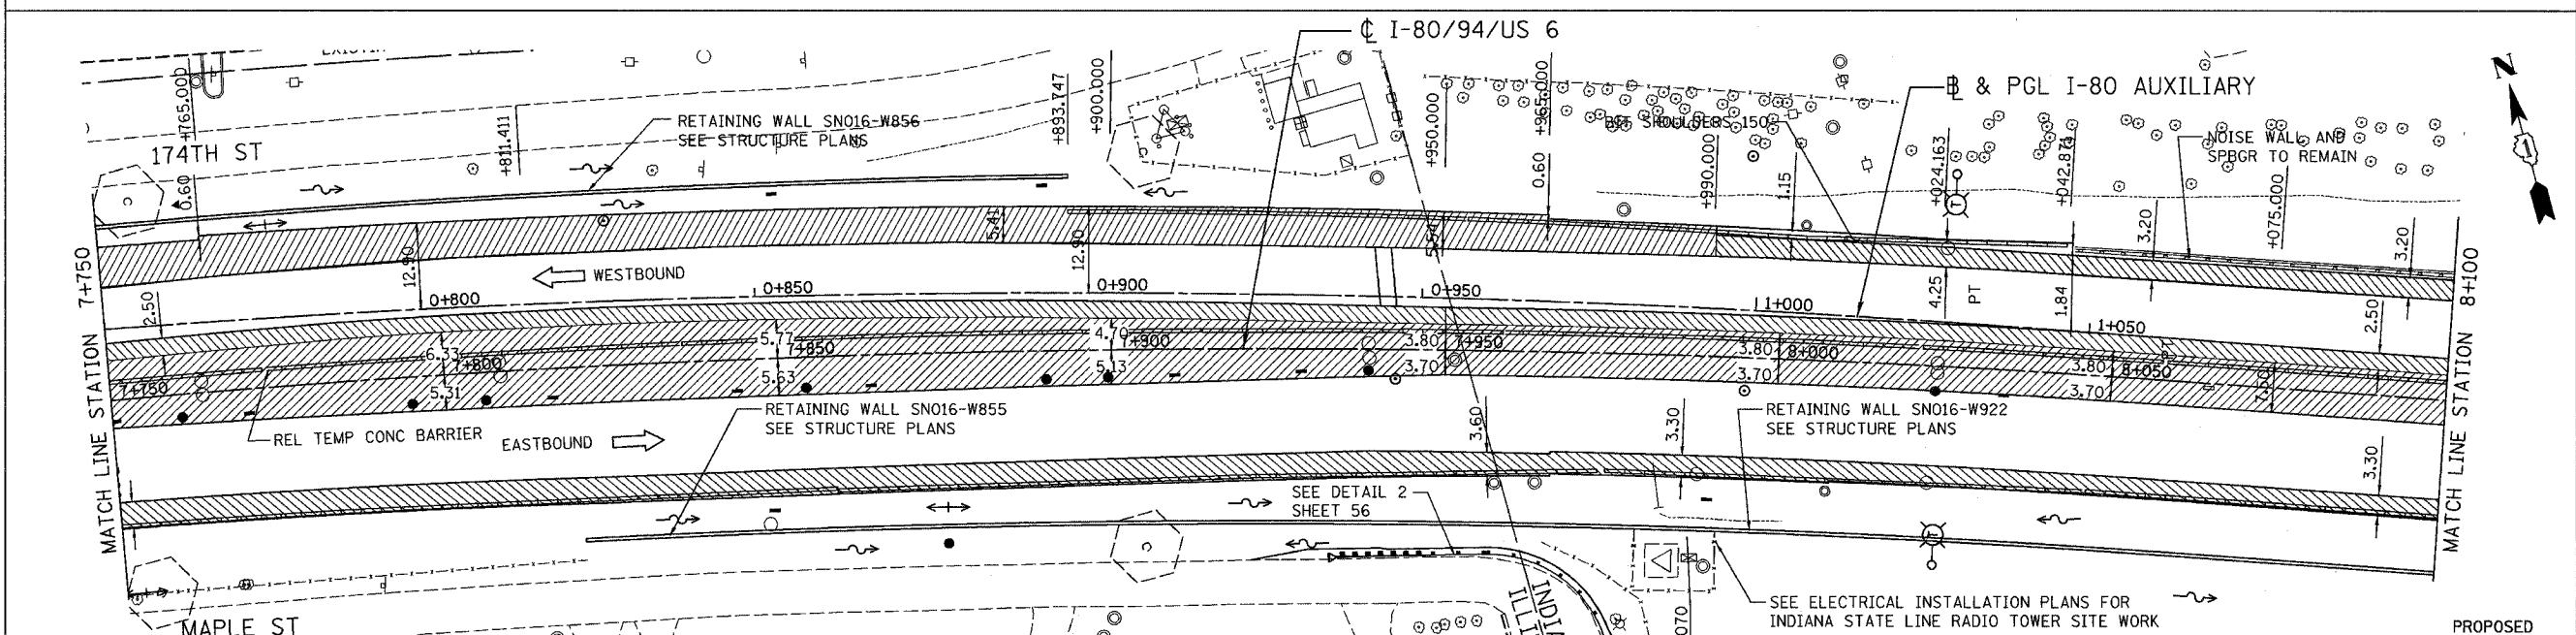 ℄ I-80/94/US 6
B & PGL I-80 AUXILIARY
N
1
174TH ST
+765.000
0.60
+811.411
RETAINING WALL SN016-W856
SEE STRUCTURE PLANS
+893.747
+900.000
+950.000
+965.000
0.60
BIT SHOULDERS 150
+990.000
1.15
+024.163
+042.871
NOISE WALL AND
SPBGR TO REMAIN
+075.000
3.20
3.20
MATCH LINE STATION 7+750
12.90
WESTBOUND
5.41
12.90
4.25
PT
1.84
2.50
2.50
MATCH LINE STATION 8+100
0+800
0+850
0+900
0+950
1+000
1+050
7+750
6.33
7+800
5.31
5.77
7+850
5.63
4.70
7+900
5.13
3.80
7+950
3.70
3.80
8+000
3.70
3.80
8+050
3.70
7.50
REL TEMP CONC BARRIER
EASTBOUND
RETAINING WALL SN016-W855
SEE STRUCTURE PLANS
3.60
3.30
RETAINING WALL SN016-W922
SEE STRUCTURE PLANS
3.30
SEE DETAIL 2
SHEET 56
MAPLE ST
SEE ELECTRICAL INSTALLATION PLANS FOR
INDIANA STATE LINE RADIO TOWER SITE WORK
PROPOSED